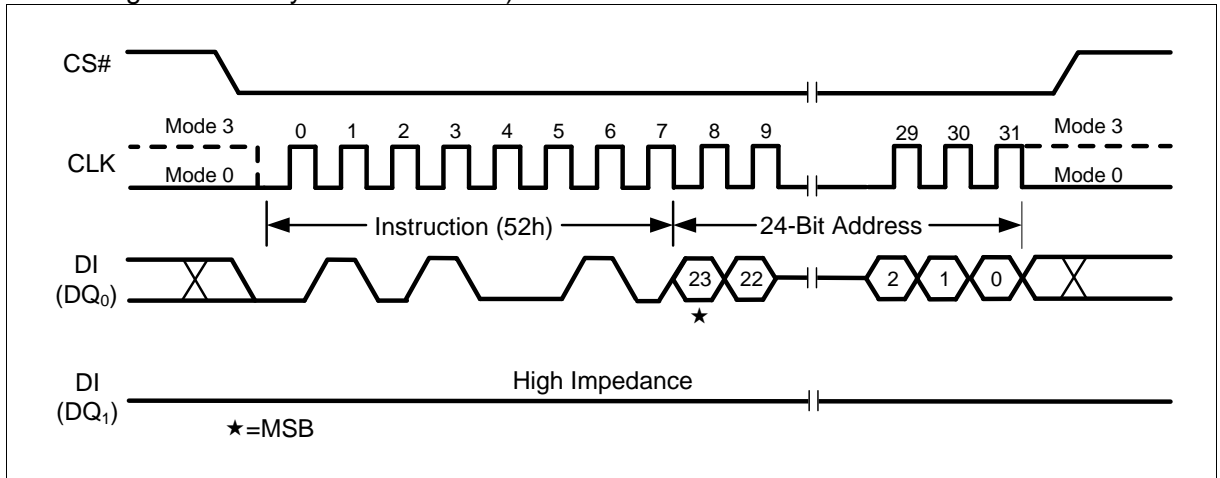 CS#
Mode 3 0 1 2 3 4 5 6 7 8 9 29 30 31 Mode 3
CLK
Mode 0 Mode 0
Instruction (52h) 24-Bit Address
DI
(DQ₀) 23 22 2 1 0
★
DI High Impedance
(DQ₁)
★=MSB